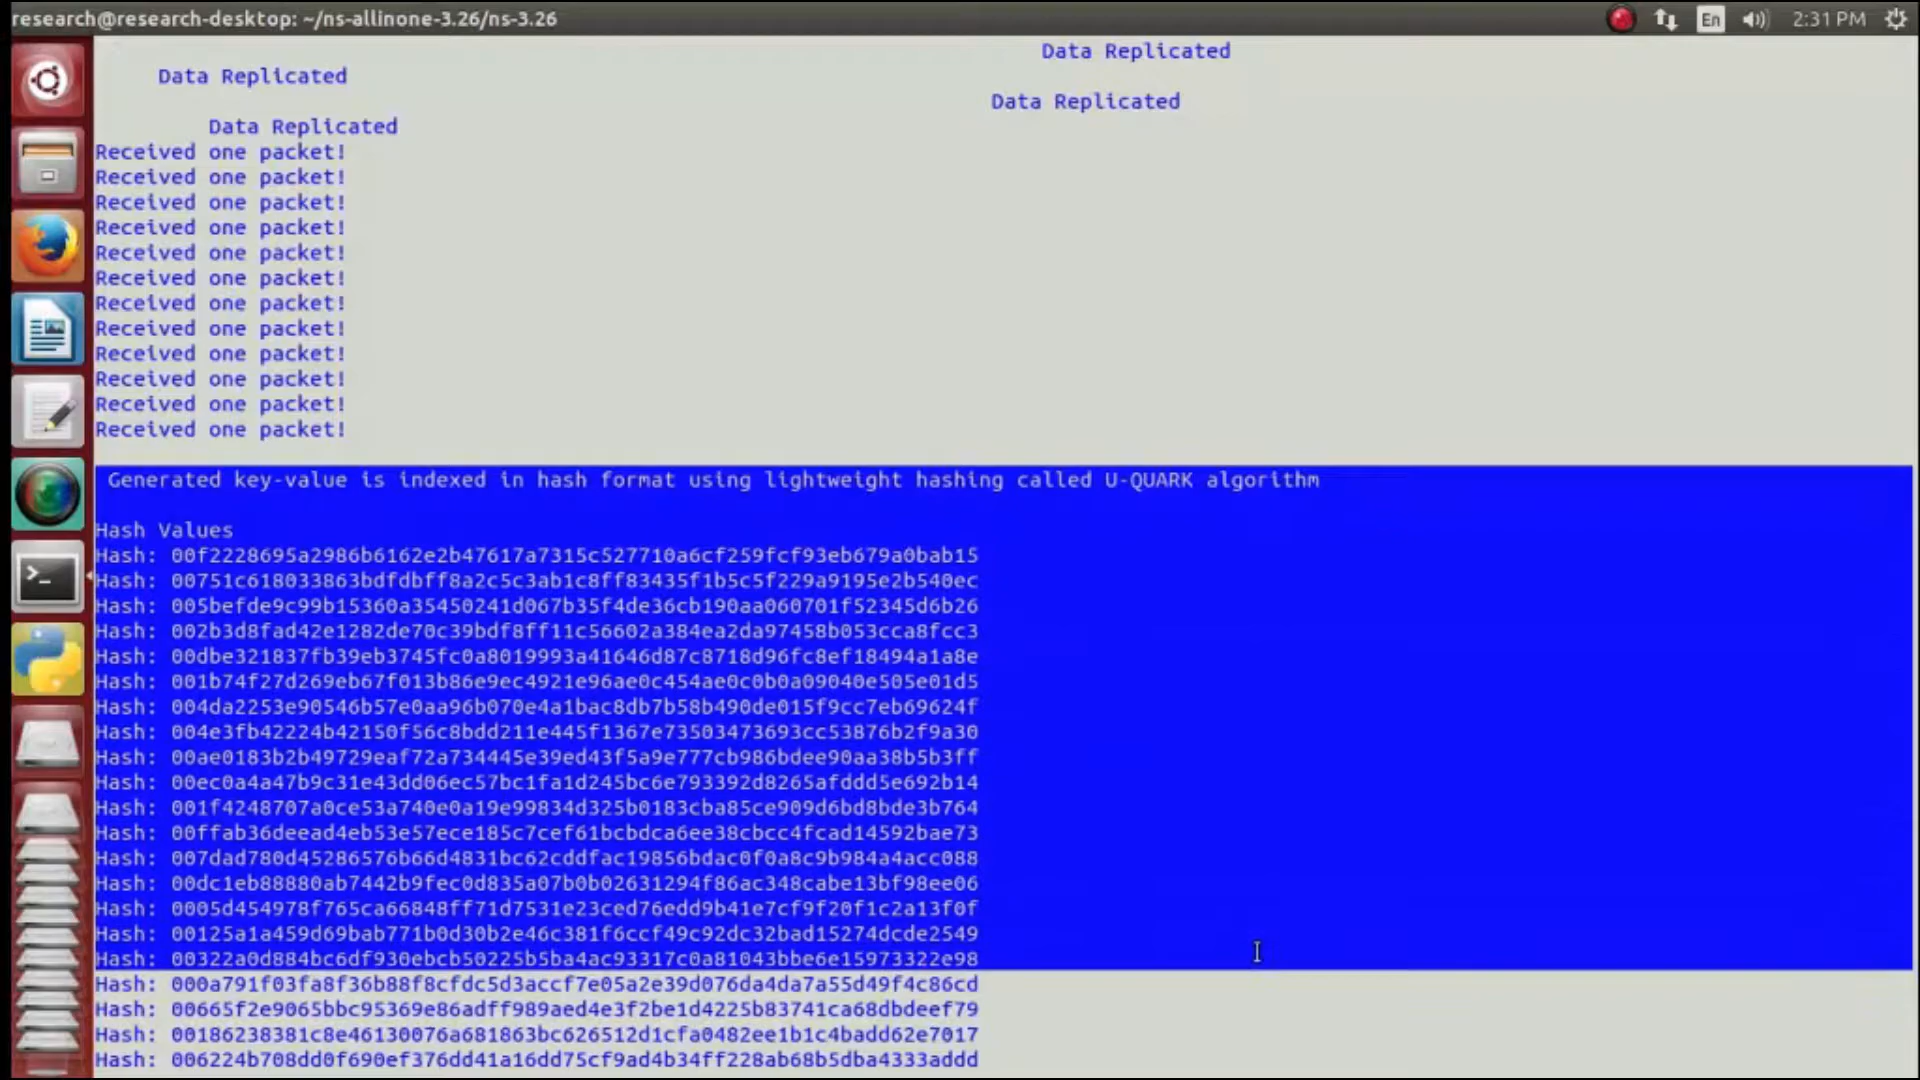 research@research-desktop: ~/ns-allinone-3.26/ns-3.26
En
2:31 PM
Data Replicated
Data Replicated
Data Replicated
Data Replicated
Received one packet!
Received one packet!
Received one packet!
Received one packet!
Received one packet!
Received one packet!
Received one packet!
Received one packet!
Received one packet!
Received one packet!
Received one packet!
Received one packet!
Generated key-value is indexed in hash format using lightweight hashing called U-QUARK algorithm
Hash Values
Hash: 00f2228695a2986b6162e2b47617a7315c527710a6cf259fcf93eb679a0bab15
Hash: 00751c618033863bdfdbff8a2c5c3ab1c8ff83435f1b5c5f229a9195e2b540ec
Hash: 005befde9c99b15360a35450241d067b35f4de36cb190aa060701f52345d6b26
Hash: 002b3d8fad42e1282de70c39bdf8ff11c56602a384ea2da97458b053cca8fcc3
Hash: 00dbe321837fb39eb3745fc0a8019993a41646d87c8718d96fc8ef18494a1a8e
Hash: 001b74f27d269eb67f013b86e9ec4921e96ae0c454ae0c0b0a09040e505e01d5
Hash: 004da2253e90546b57e0aa96b070e4a1bac8db7b58b490de015f9cc7eb69624f
Hash: 004e3fb42224b42150f56c8bdd211e445f1367e73503473693cc53876b2f9a30
Hash: 00ae0183b2b49729eaf72a734445e39ed43f5a9e777cb986bdee90aa38b5b3ff
Hash: 00ec0a4a47b9c31e43dd06ec57bc1fa1d245bc6e793392d8265afddd5e692b14
Hash: 001f4248707a0ce53a740e0a19e99834d325b0183cba85ce909d6bd8bde3b764
Hash: 00ffab36deead4eb53e57ece185c7cef61bcbdca6ee38cbcc4fcad14592bae73
Hash: 007dad780d45286576b66d4831bc62cddfac19856bdac0f0a8c9b984a4acc088
Hash: 00dc1eb88880ab7442b9fec0d835a07b0b02631294f86ac348cabe13bf98ee06
Hash: 0005d454978f765ca66848ff71d7531e23ced76edd9b41e7cf9f20f1c2a13f0f
Hash: 00125a1a459d69bab771b0d30b2e46c381f6ccf49c92dc32bad15274dcde2549
Hash: 00322a0d884bc6df930ebcb50225b5ba4ac93317c0a81043bbe6e15973322e98
Hash: 000a791f03fa8f36b88f8cfdc5d3accf7e05a2e39d076da4da7a55d49f4c86cd
Hash: 00665f2e9065bbc95369e86adff989aed4e3f2be1d4225b83741ca68dbdeef79
Hash: 00186238381c8e46130076a681863bc626512d1cfa0482ee1b1c4badd62e7017
Hash: 006224b708dd0f690ef376dd41a16dd75cf9ad4b34ff228ab68b5dba4333addd